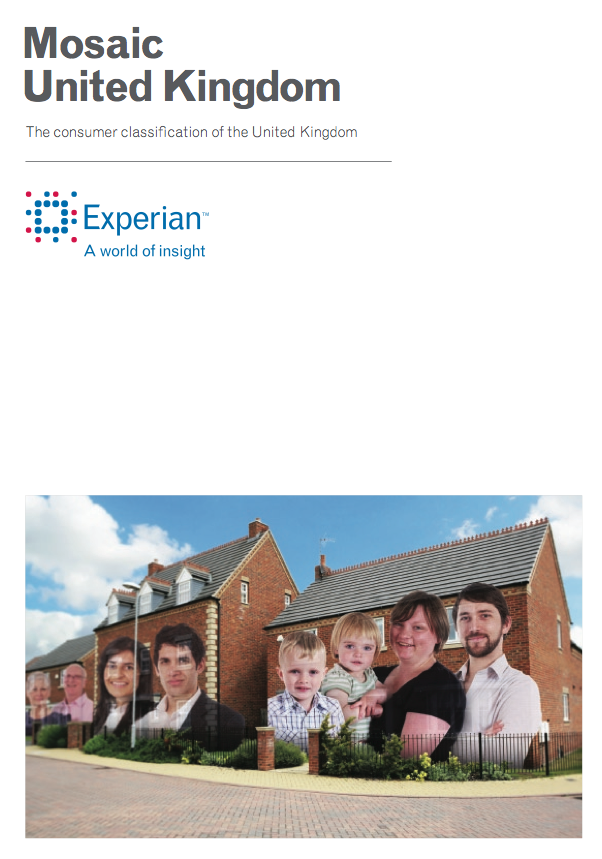 Mosaic
United Kingdom
The consumer classification of the United Kingdom
Experian™
A world of insight